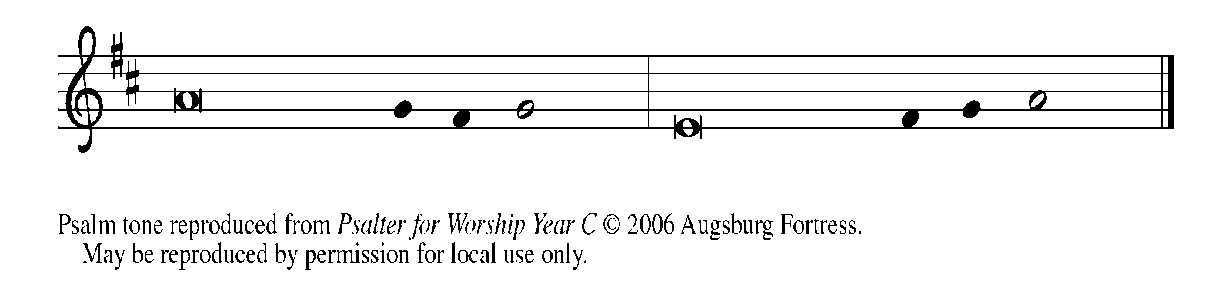 Psalm tone reproduced from Psalter for Worship Year C © 2006 Augsburg Fortress.
May be reproduced by permission for local use only.